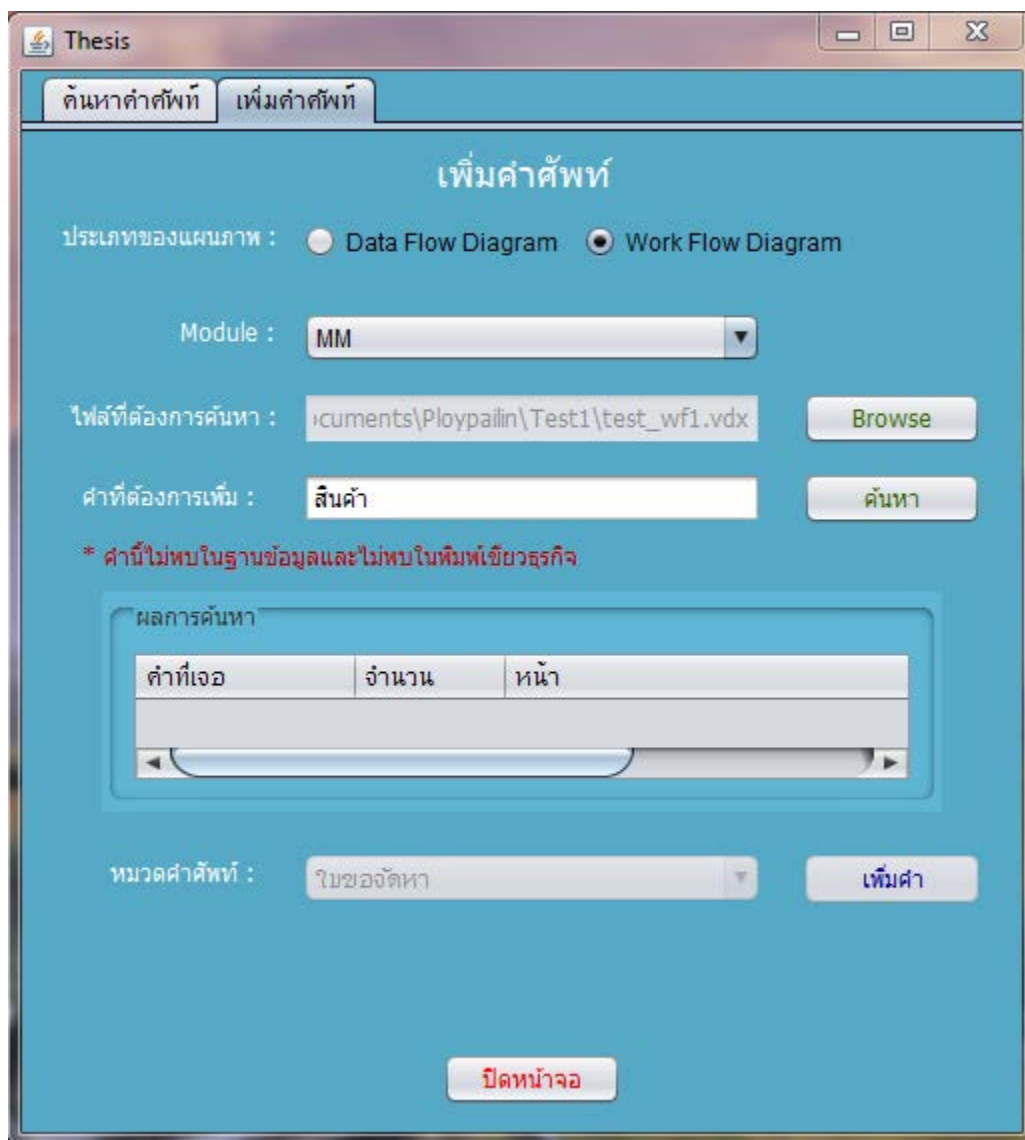 Thesis
ค้นหาคำศัพท์ เพิ่มคำศัพท์
เพิ่มคำศัพท์
ประเภทของแผนภาพ : Data Flow Diagram Work Flow Diagram
Module : MM
ไฟล์ที่ต้องการค้นหา : ocuments\Ploypailin\Test1\test_wf1.vdx Browse
คำที่ต้องการเพิ่ม : สินค้า ค้นหา
* คำนี้ไม่พบในฐานข้อมูลและไม่พบในพิมพ์เขียวธุรกิจ
ผลการค้นหา
คำที่เจอ จำนวน หน้า
หมวดคำศัพท์ : ใบขอจัดหา เพิ่มคำ
ปิดหน้าจอ